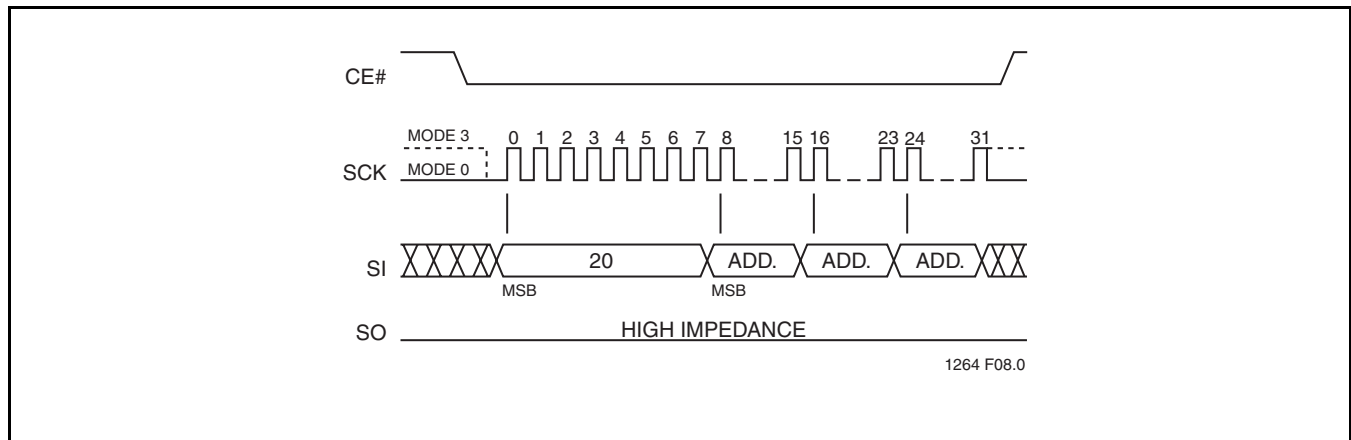 CE#
MODE 3
0 1 2 3 4 5 6 7 8 15 16 23 24 31
SCK MODE 0
SI 20 ADD. ADD. ADD.
MSB MSB
SO HIGH IMPEDANCE
1264 F08.0